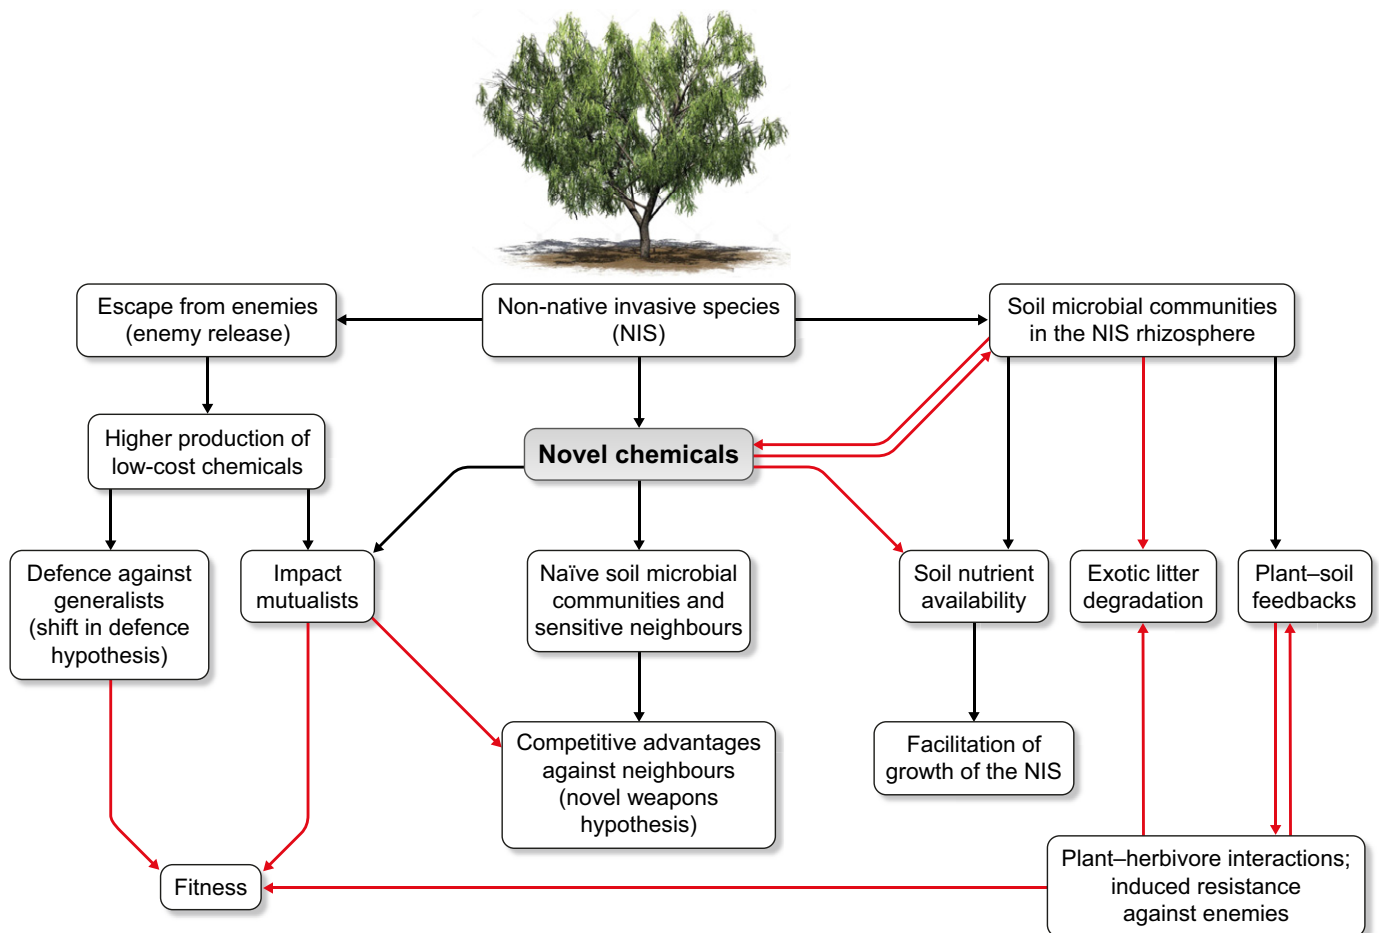 Escape from enemies
(enemy release)
Non-native invasive species
(NIS)
Soil microbial communities
in the NIS rhizosphere
Higher production of
low-cost chemicals
Novel chemicals
Defence against
generalists
(shift in defence
hypothesis)
Impact
mutualists
Naïve soil microbial
communities and
sensitive neighbours
Soil nutrient
availability
Exotic litter
degradation
Plant–soil
feedbacks
Competitive advantages
against neighbours
(novel weapons
hypothesis)
Facilitation of
growth of the NIS
Fitness
Plant–herbivore interactions;
induced resistance
against enemies